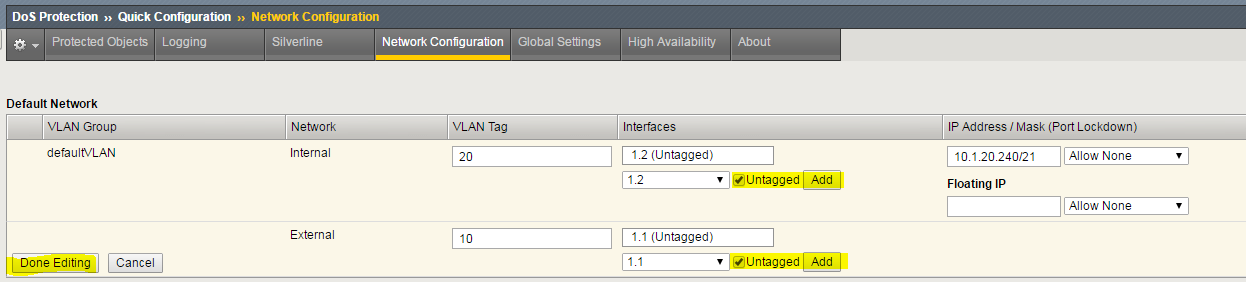 DoS Protection ›› Quick Configuration ›› Network Configuration
Protected Objects Logging Silverline Network Configuration Global Settings High Availability About
Default Network
VLAN Group Network VLAN Tag Interfaces IP Address / Mask (Port Lockdown)
defaultVLAN Internal 20 1.2 (Untagged) 10.1.20.240/21 Allow None
1.2 Untagged Add
Floating IP
Allow None
External 10 1.1 (Untagged)
Done Editing Cancel 1.1 Untagged Add